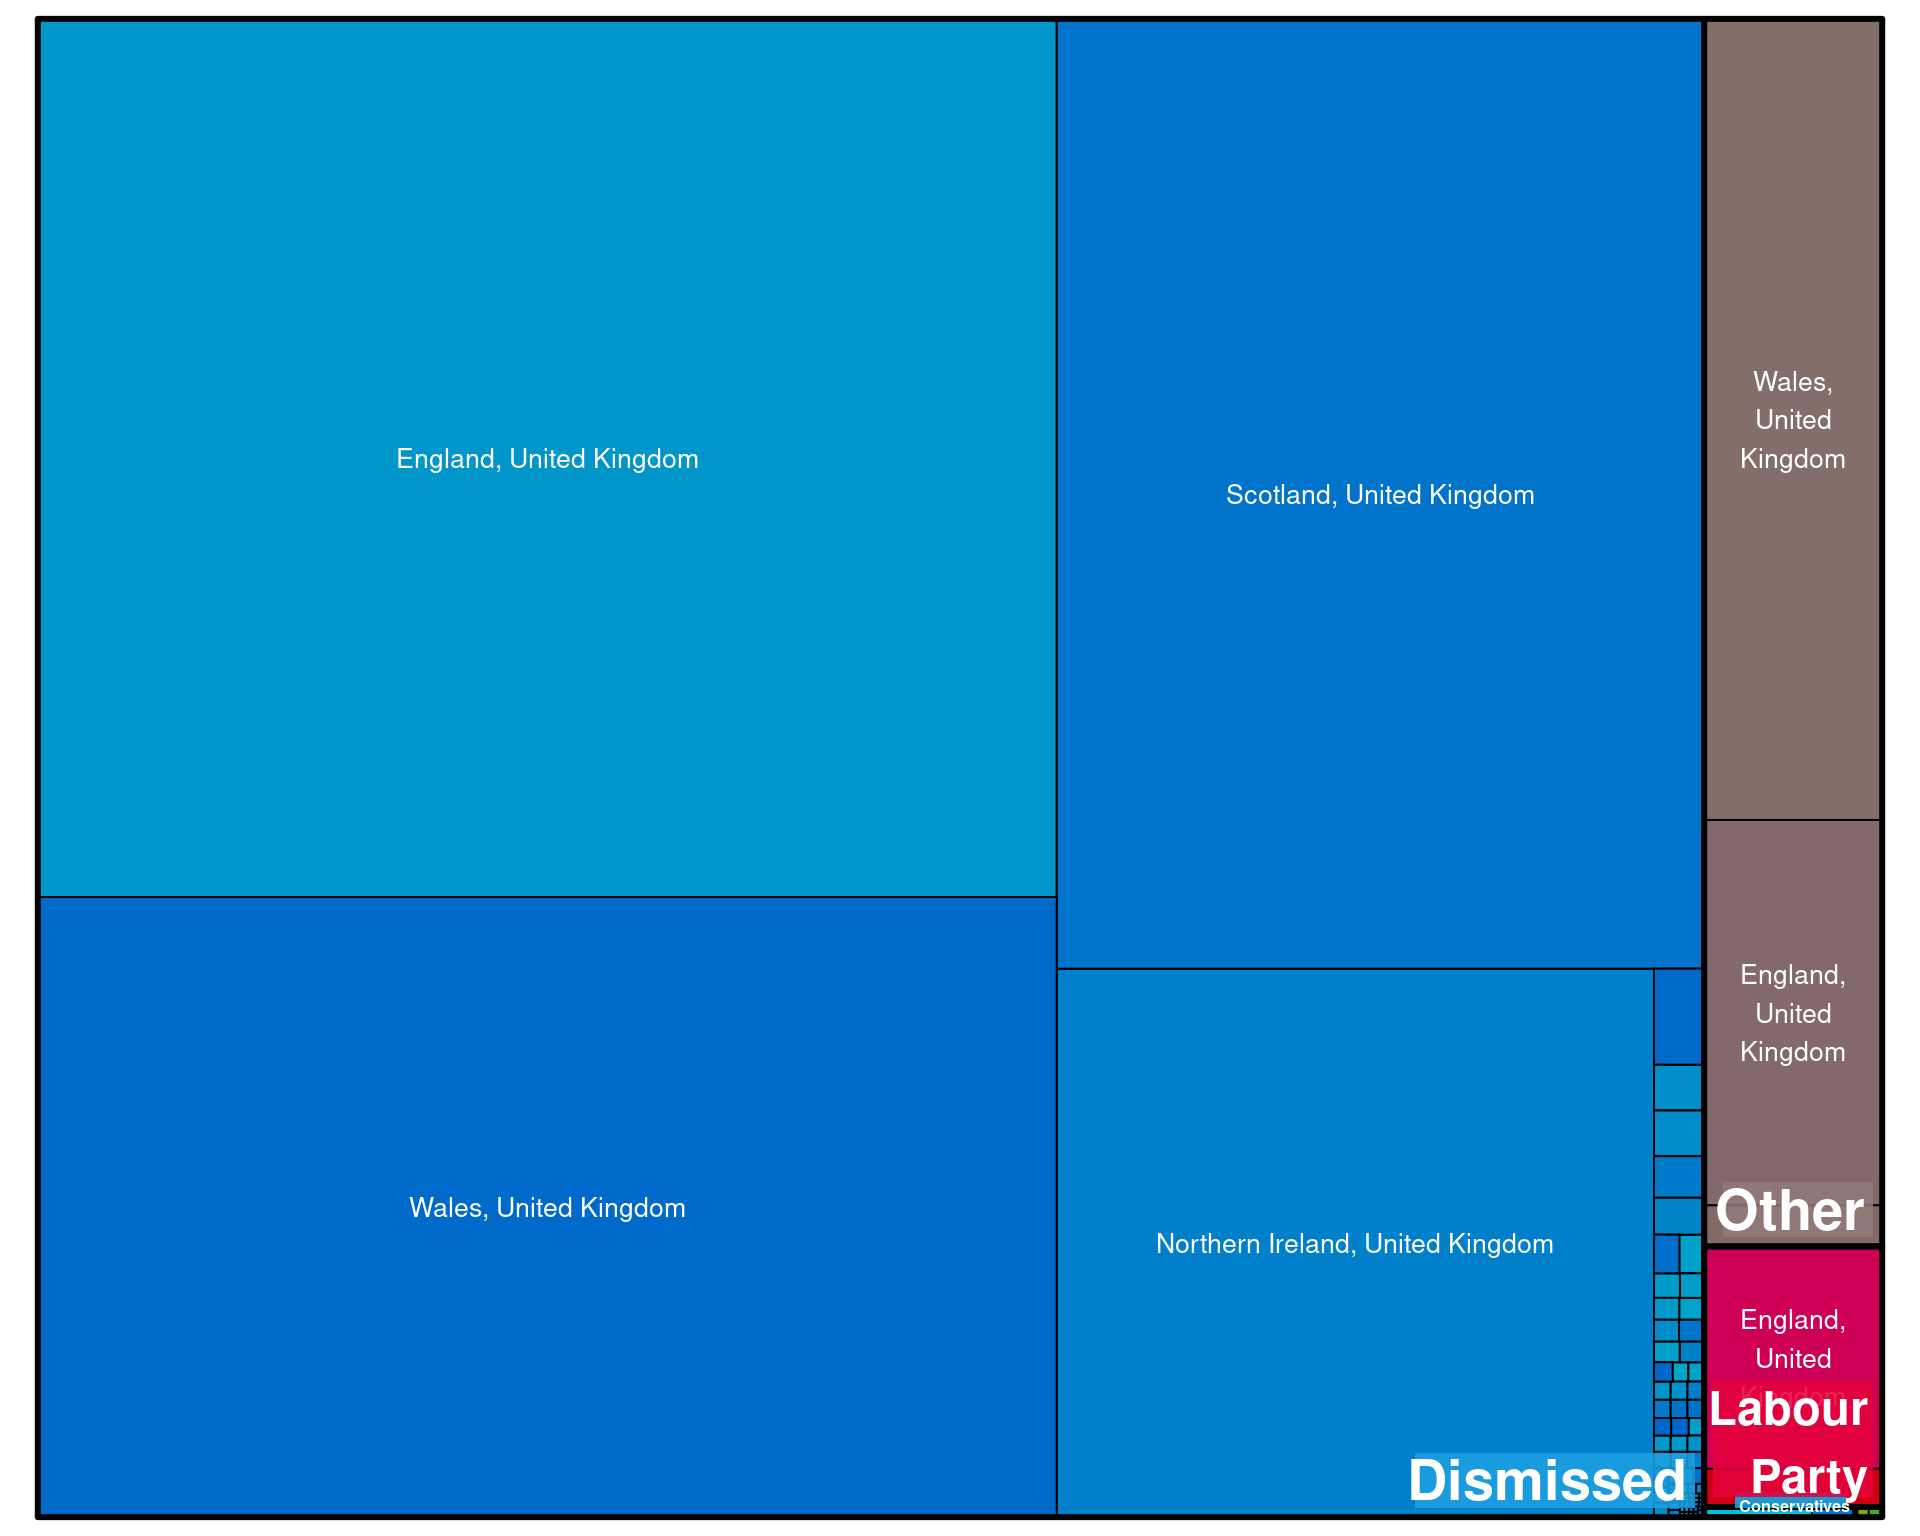 England, United Kingdom
Scotland, United Kingdom
Wales, United Kingdom
Northern Ireland, United Kingdom
Dismissed
Wales,
United
Kingdom
England,
United
Kingdom
Other
England,
United
Kingdom
Labour
Party
Conservatives